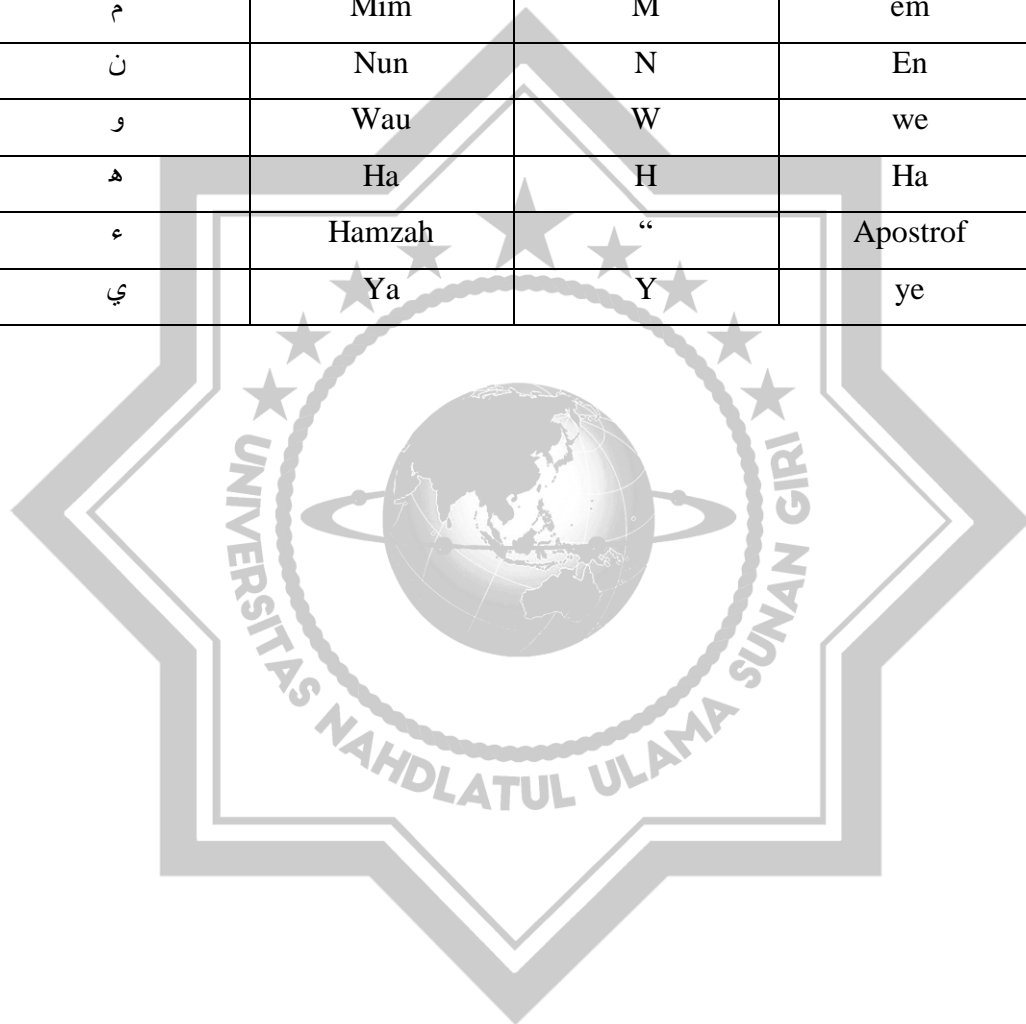 م Mim M em
ن Nun N En
و Wau W we
ه Ha H Ha
ء Hamzah “ Apostrof
ي Ya Y ye
UNIVERSITAS NAHDLATUL ULAMA SUNAN GIRI